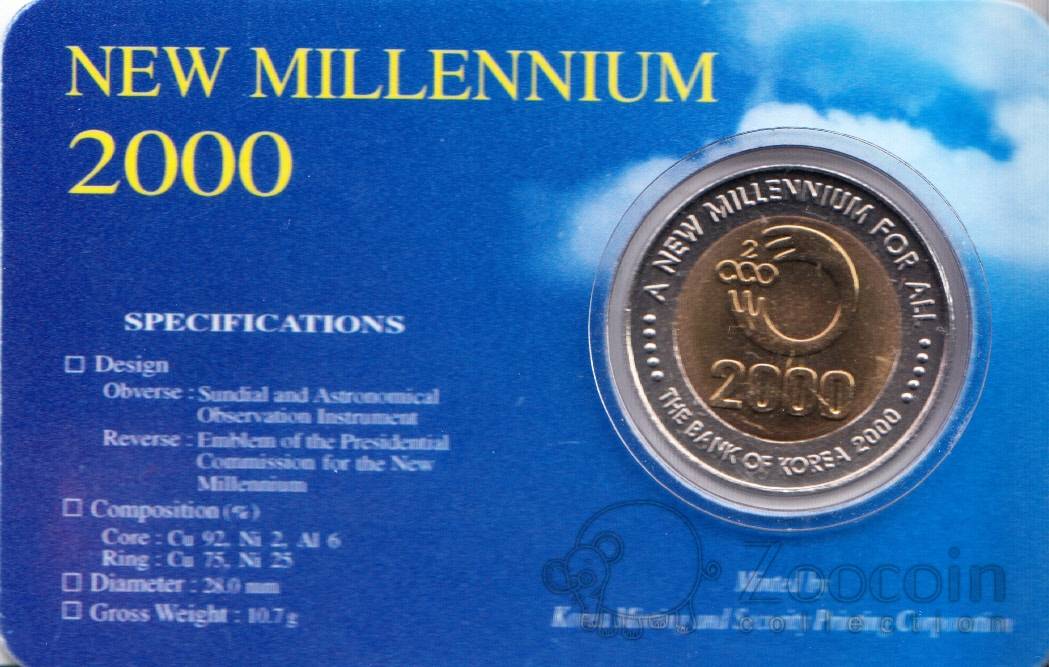 NEW MILLENNIUM
2000
SPECIFICATIONS
□ Design
Obverse : Sundial and Astronomical
Observation Instrument
Reverse : Emblem of the Presidential
Commission for the New
Millennium
□ Composition (%)
Core : Cu 92, Ni 2, Al 6
Ring : Cu 75, Ni 25
□ Diameter : 28.0 mm
□ Gross Weight : 10.7 g
A NEW MILLENNIUM FOR ALL
2
000
2000
THE BANK OF KOREA 2000
Minted by
Korea Minting and Security Printing Corporation
Zoocoin
collection